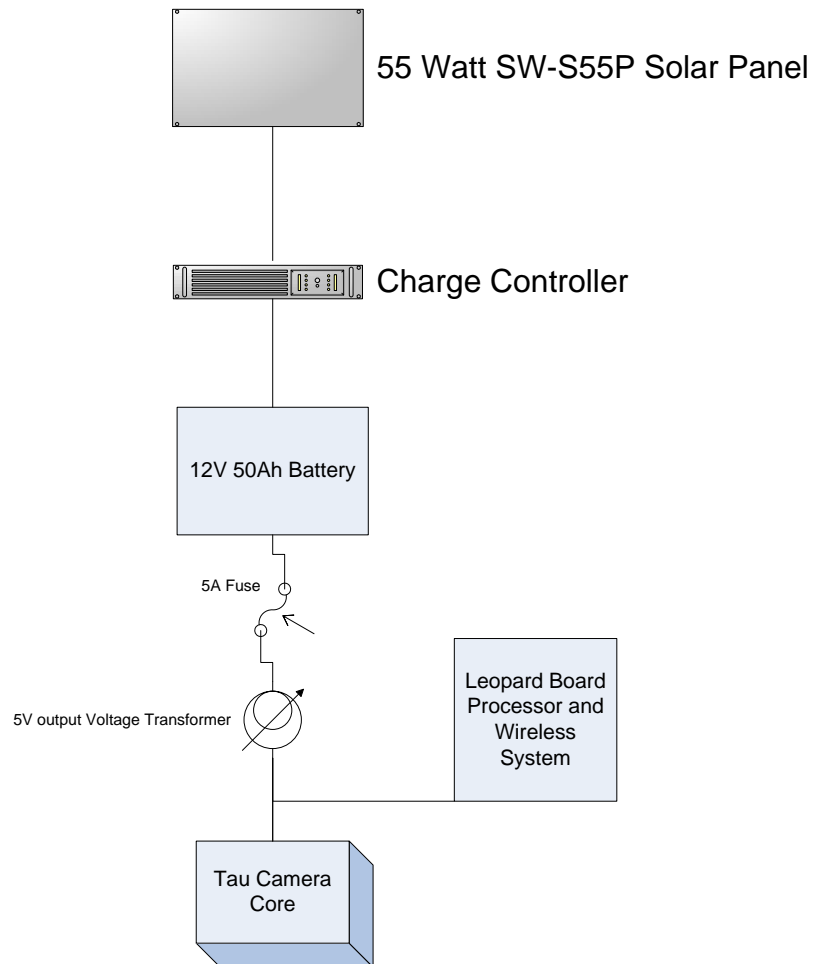 55 Watt SW-S55P Solar Panel
Charge Controller
12V 50Ah Battery
5A Fuse
5V output Voltage Transformer
Leopard Board
Processor and
Wireless
System
Tau Camera
Core